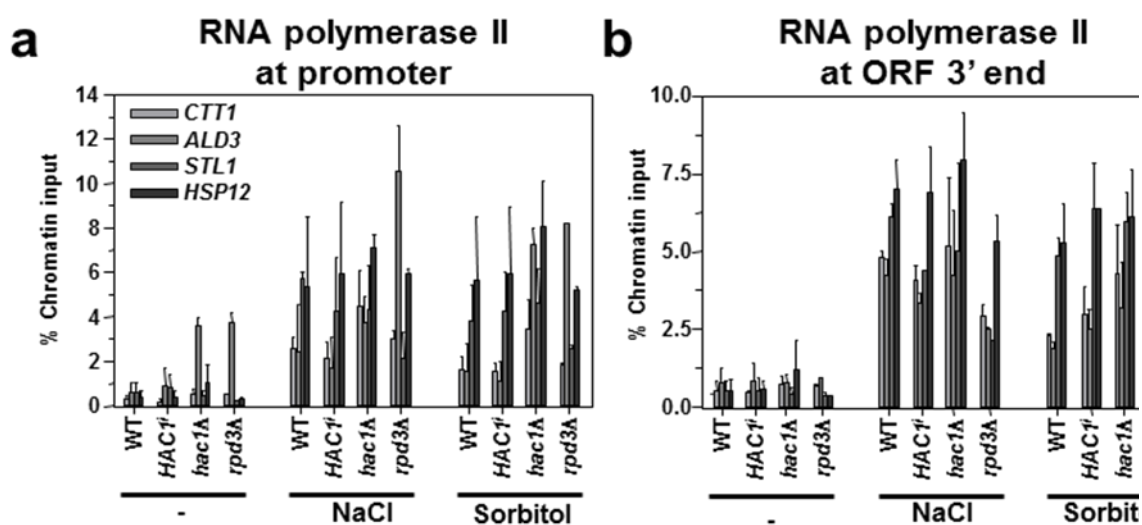 a
RNA polymerase II
at promoter
% Chromatin input
14
12
10
8
6
4
2
0
CTT1
ALD3
STL1
HSP12
WT
HAC1ⁱ
hac1Δ
rpd3Δ
WT
HAC1ⁱ
hac1Δ
rpd3Δ
WT
HAC1ⁱ
hac1Δ
rpd3Δ
-
NaCl
Sorbitol
b
RNA polymerase II
at ORF 3' end
% Chromatin input
10.0
7.5
5.0
2.5
0.0
WT
HAC1ⁱ
hac1Δ
rpd3Δ
WT
HAC1ⁱ
hac1Δ
rpd3Δ
WT
HAC1ⁱ
hac1Δ
-
NaCl
Sorbit